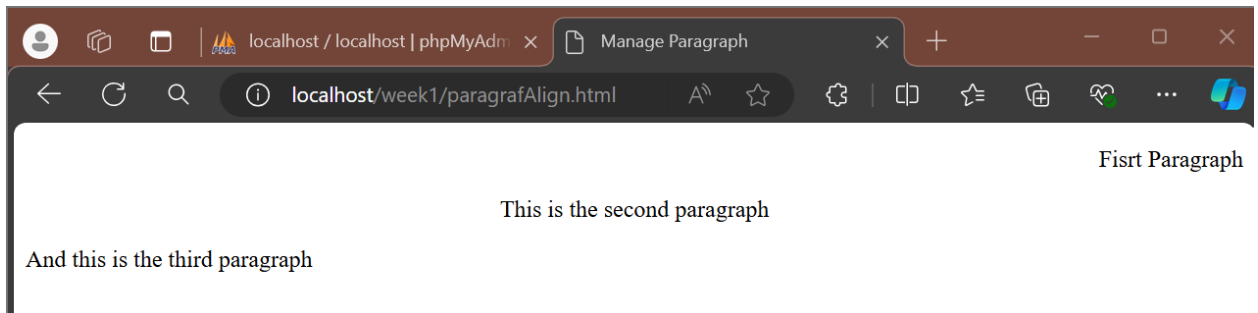 localhost / localhost | phpMyAdm
Manage Paragraph
localhost/week1/paragrafAlign.html
Fisrt Paragraph
This is the second paragraph
And this is the third paragraph